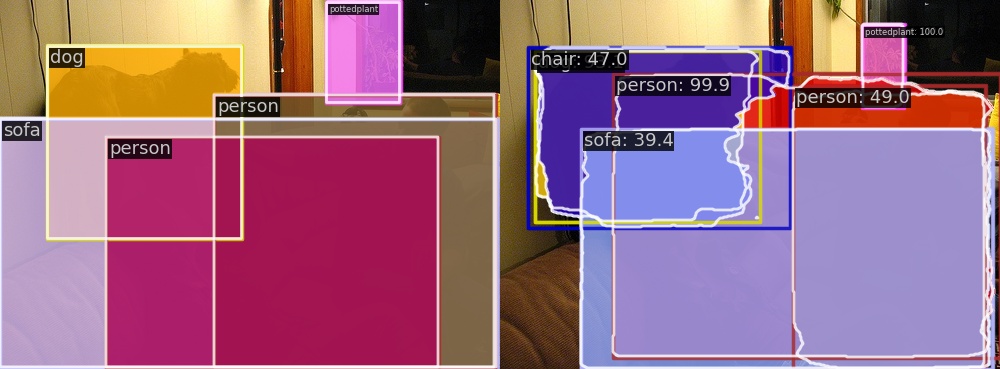 pottedplant
dog
person
sofa
person
pottedplant: 100.0
chair: 47.0
person: 99.9
person: 49.0
sofa: 39.4